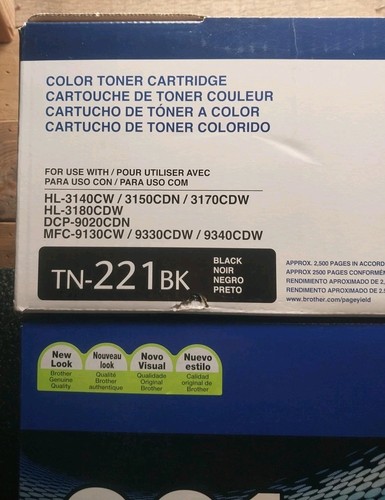 COLOR TONER CARTRIDGE
CARTOUCHE DE TONER COULEUR
CARTUCHO DE TÓNER A COLOR
CARTUCHO DE TONER COLORIDO
FOR USE WITH / POUR UTILISER AVEC
PARA USO CON / PARA USO COM
HL-3140CW / 3150CDN / 3170CDW
HL-3180CDW
DCP-9020CDN
MFC-9130CW / 9330CDW / 9340CDW
TN-221BK
BLACK
NOIR
NEGRO
PRETO
APPROX. 2,500 PAGES IN ACCORD
APPROX 2500 PAGES CONFORMÉM
RENDIMIENTO APROXIMADO DE 2,
RENDIMENTO APROXIMADO DE 2.5
www.brother.com/pageyield
New
Look
Brother
Genuine
Quality
Nouveau
look
Qualité
Brother
authentique
Novo
Visual
Qualidade
Original
Brother
Nuevo
estilo
Calidad
original de
Brother